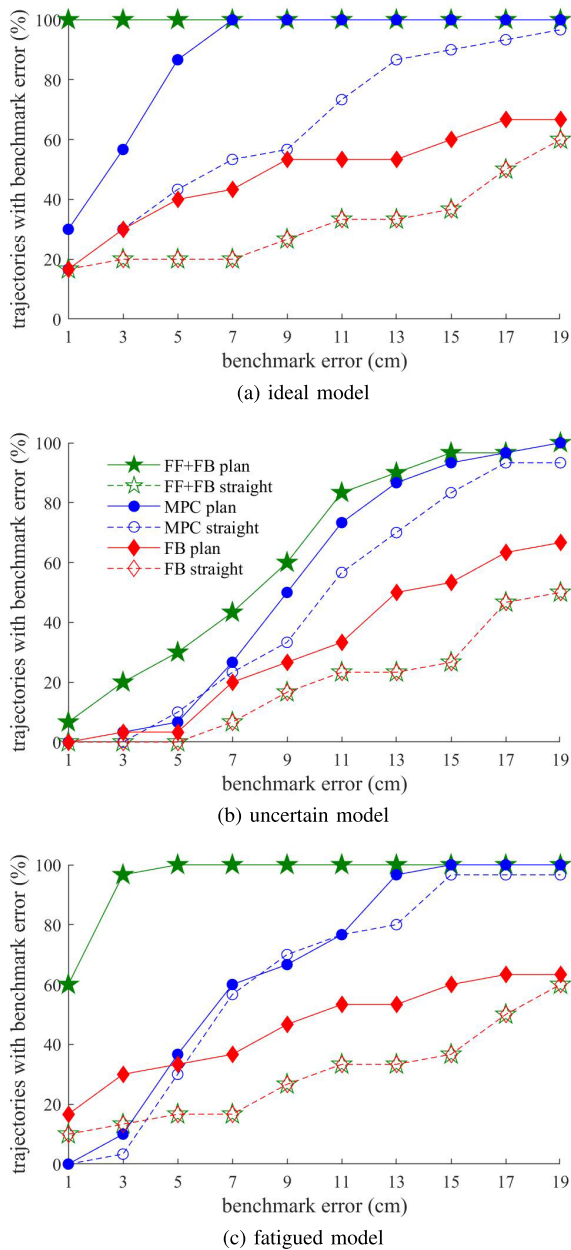 trajectories with benchmark error (%)
100
80
60
40
20
0
1 3 5 7 9 11 13 15 17 19
benchmark error (cm)
(a) ideal model
trajectories with benchmark error (%)
100
80
60
40
20
0
FF+FB plan
FF+FB straight
MPC plan
MPC straight
FB plan
FB straight
1 3 5 7 9 11 13 15 17 19
benchmark error (cm)
(b) uncertain model
trajectories with benchmark error (%)
100
80
60
40
20
0
1 3 5 7 9 11 13 15 17 19
benchmark error (cm)
(c) fatigued model